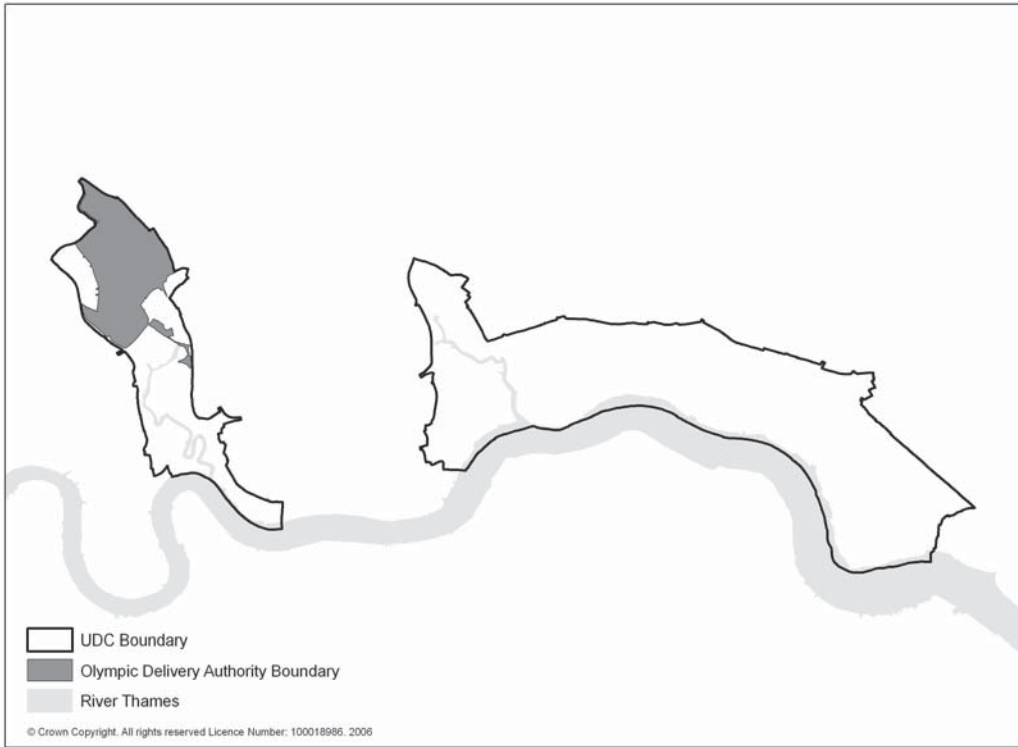 UDC Boundary
Olympic Delivery Authority Boundary
River Thames
© Crown Copyright. All rights reserved Licence Number: 100018986. 2006